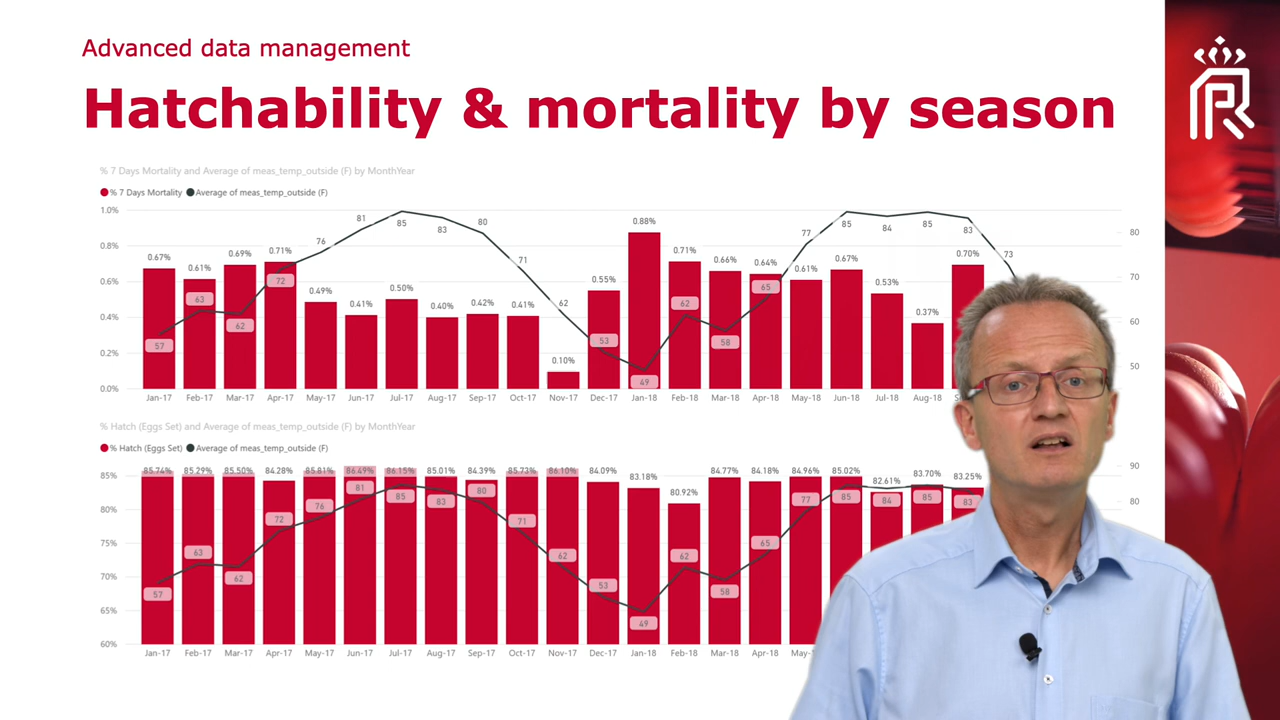 Advanced data management
Hatchability & mortality by season
% 7 Days Mortality and Average of meas_temp_outside (F) by MonthYear
% 7 Days Mortality Average of meas_temp_outside (F)
1.0%
0.8%
0.6%
0.4%
0.2%
0.0%
0.67% 0.61% 0.69% 0.71% 0.49% 0.41% 0.50% 0.40% 0.42% 0.41% 0.10% 0.55% 0.88% 0.71% 0.66% 0.64% 0.61% 0.67% 0.53% 0.37% 0.70%
57 63 62 72 76 81 85 83 80 71 62 53 49 62 58 65 77 85 84 85 83 73
80
70
60
50
Jan-17 Feb-17 Mar-17 Apr-17 May-17 Jun-17 Jul-17 Aug-17 Sep-17 Oct-17 Nov-17 Dec-17 Jan-18 Feb-18 Mar-18 Apr-18 May-18 Jun-18 Jul-18 Aug-18
% Hatch (Eggs Set) and Average of meas_temp_outside (F) by MonthYear
% Hatch (Eggs Set) Average of meas_temp_outside (F)
85%
80%
75%
70%
65%
60%
85.74% 85.29% 85.50% 84.28% 85.81% 86.49% 86.15% 85.01% 84.39% 85.73% 86.10% 84.09% 83.18% 80.92% 84.77% 84.18% 84.96% 85.02% 82.61% 83.70% 83.25%
57 63 62 72 76 81 85 83 80 71 62 53 49 62 58 65 77 85 84 85 83
90
80
Jan-17 Feb-17 Mar-17 Apr-17 May-17 Jun-17 Jul-17 Aug-17 Sep-17 Oct-17 Nov-17 Dec-17 Jan-18 Feb-18 Mar-18 Apr-18 May-